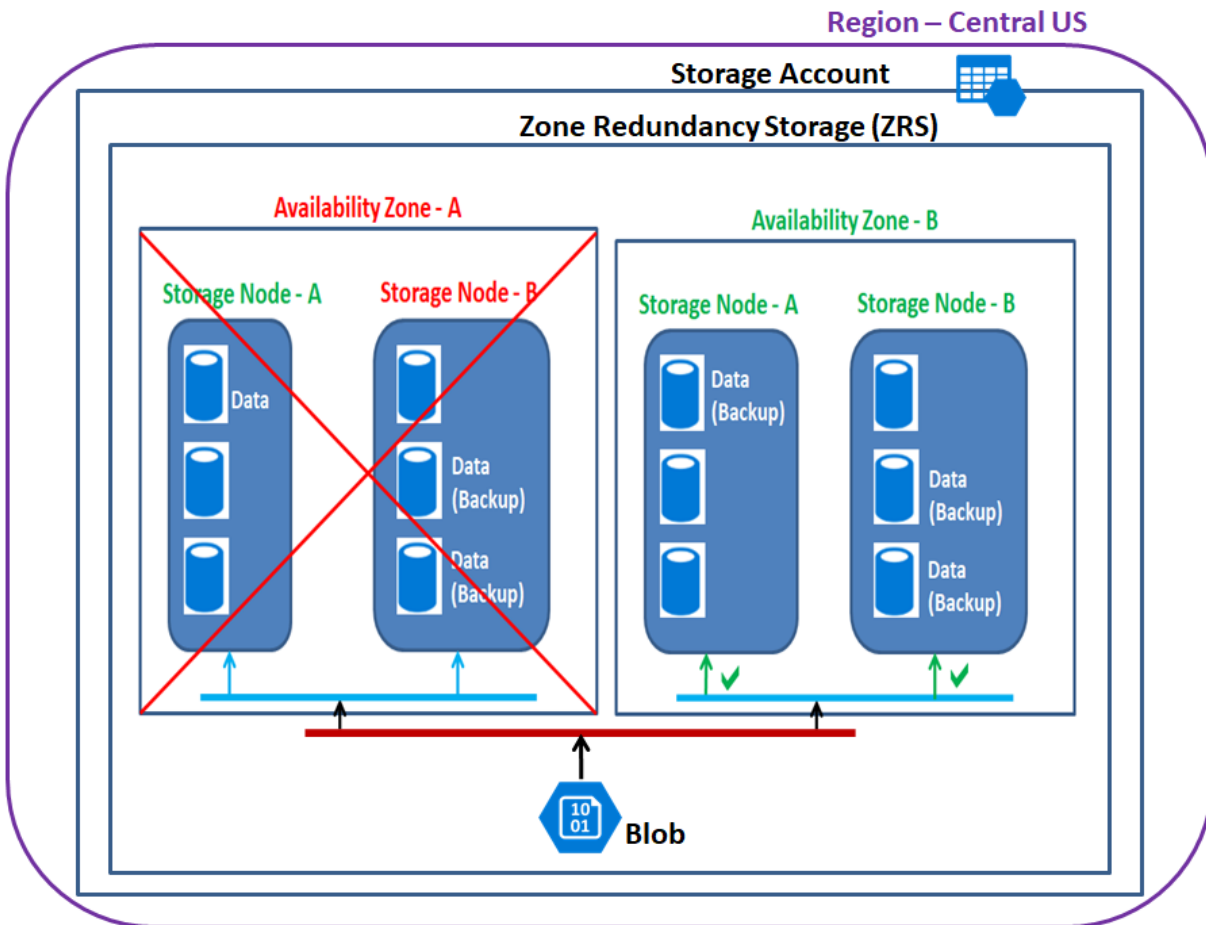 Region – Central US
Storage Account
Zone Redundancy Storage (ZRS)
Availability Zone - A
Storage Node - A
Storage Node - B
Data
Data
(Backup)
Data
(Backup)
Availability Zone - B
Storage Node - A
Storage Node - B
Data
(Backup)
Data
(Backup)
Data
(Backup)
10
01
Blob